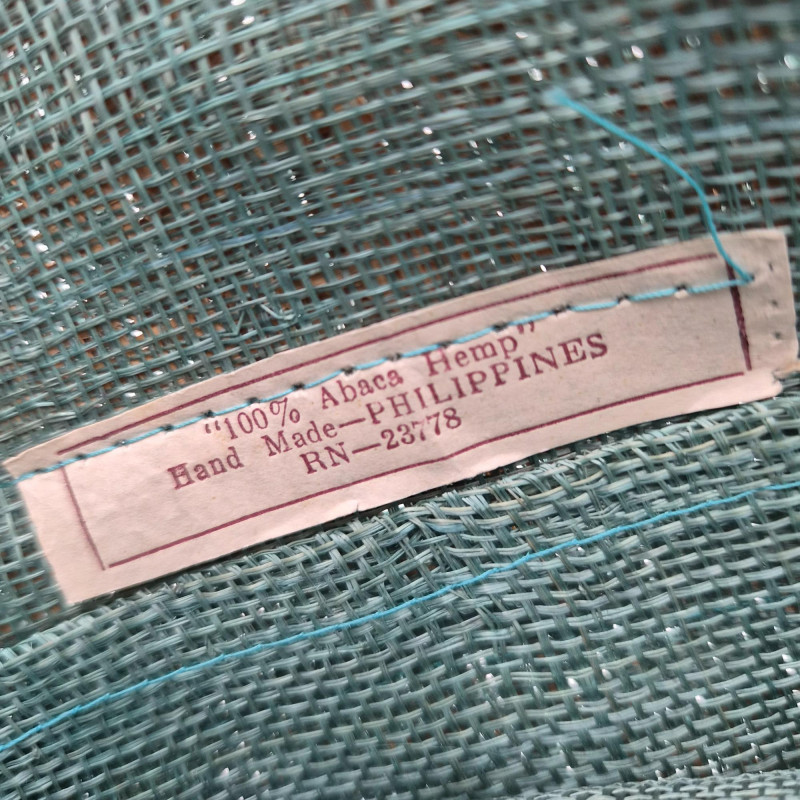 "100% Abaca Hemp"
Hand Made—PHILIPPINES
RN—23778